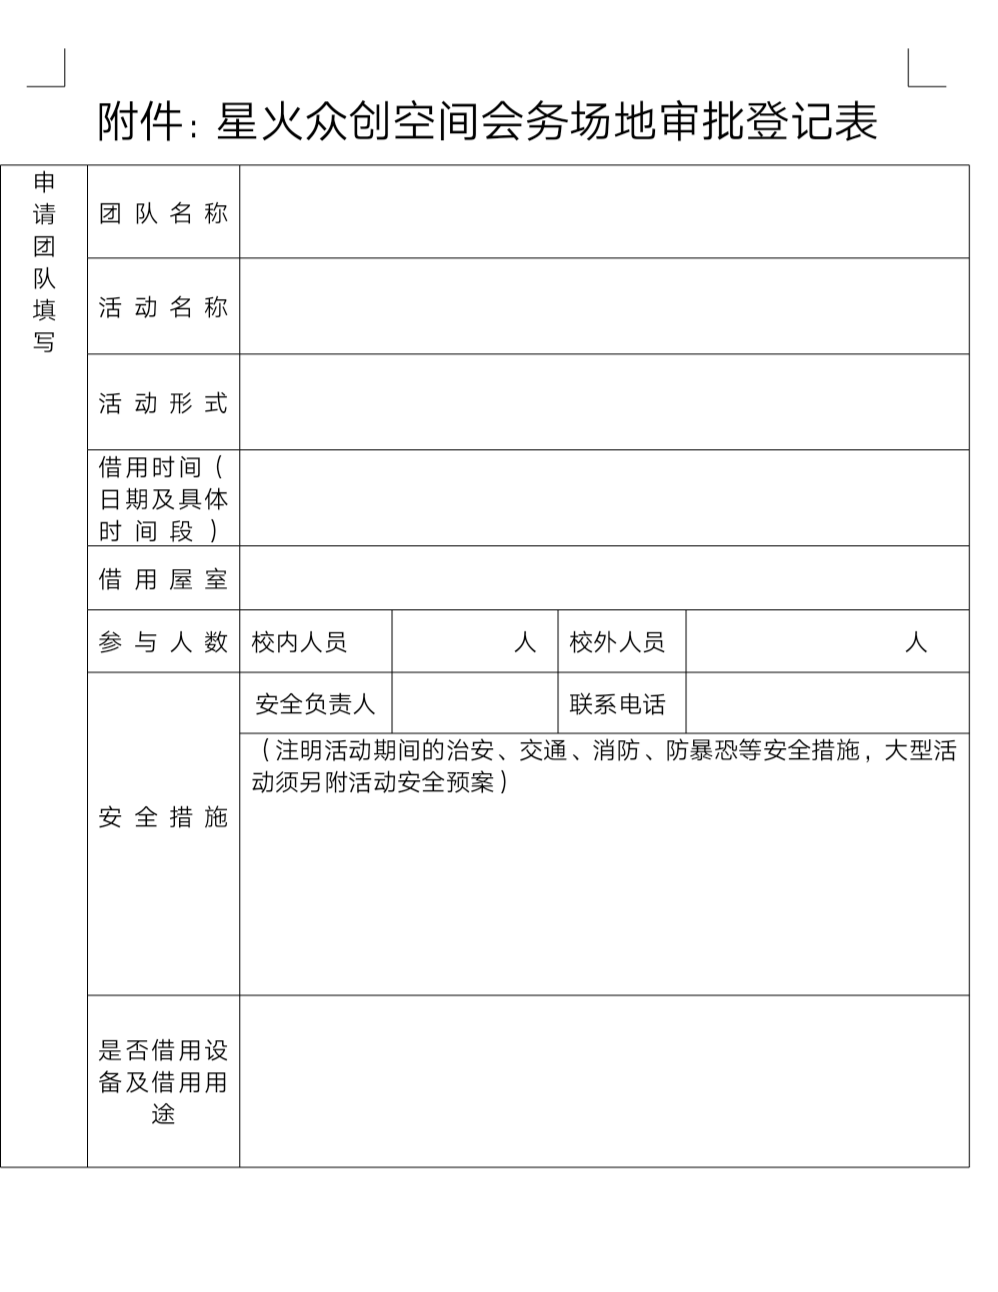 附件：星火众创空间会务场地审批登记表
申
请
团
队
填
写
团队名称
活动名称
活动形式
借用时间（
日期及具体
时间段）
借用屋室
参与人数 校内人员 人 校外人员 人
安全负责人 联系电话
安全措施
（注明活动期间的治安、交通、消防、防暴恐等安全措施，大型活
动须另附活动安全预案）
是否借用设
备及借用用
途